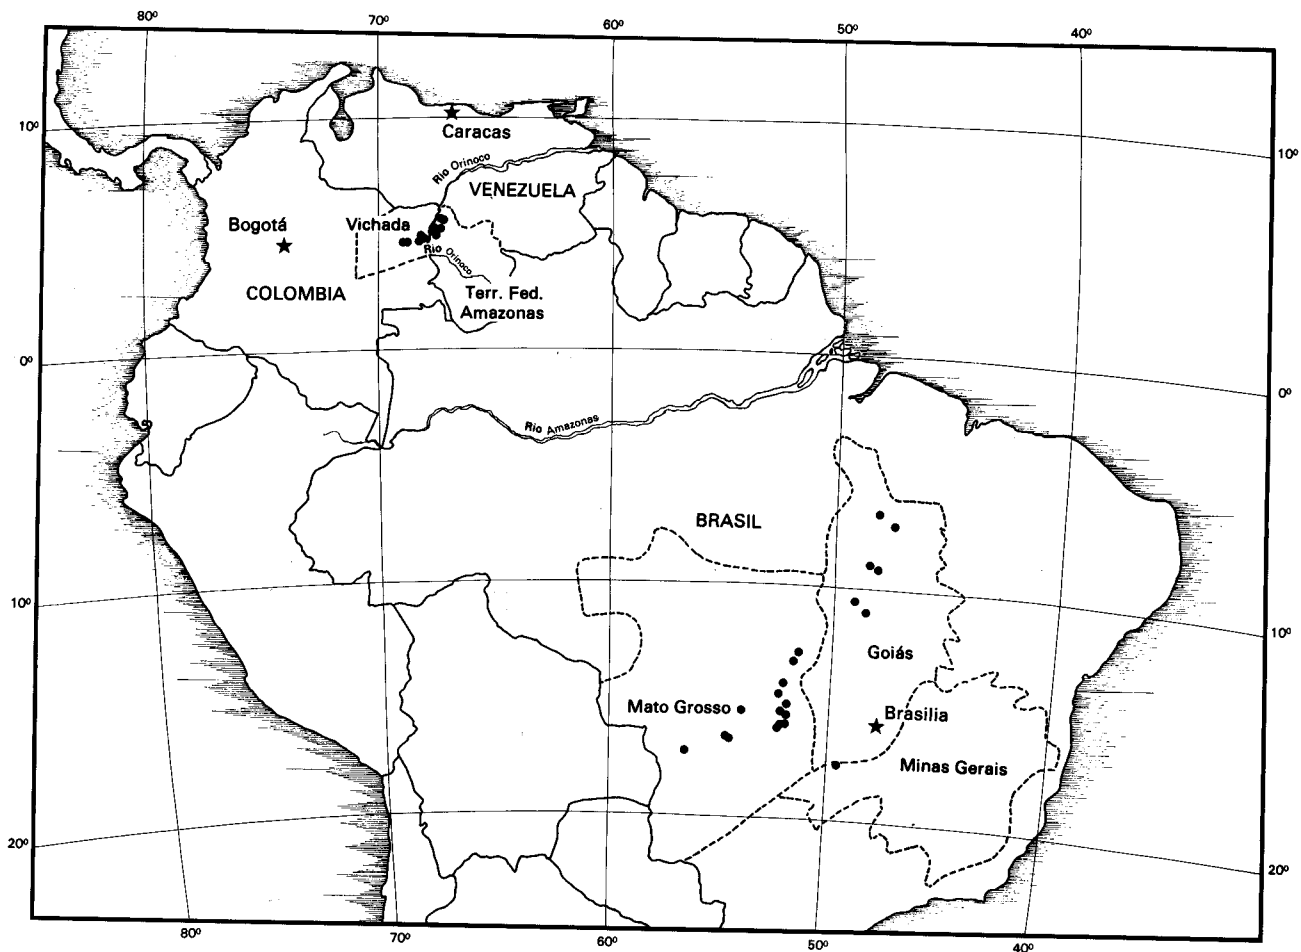 80º
70º
60º
50º
40º
10º
Caracas
Rio Orinoco
10º
VENEZUELA
Bogotá
Vichada
Rio Orinoco
COLOMBIA
Terr. Fed.
Amazonas
0º
0º
Rio Amazonas
BRASIL
10º
10º
Goiás
Mato Grosso
Brasilia
Minas Gerais
20º
20º
80º
70º
60º
50º
40º